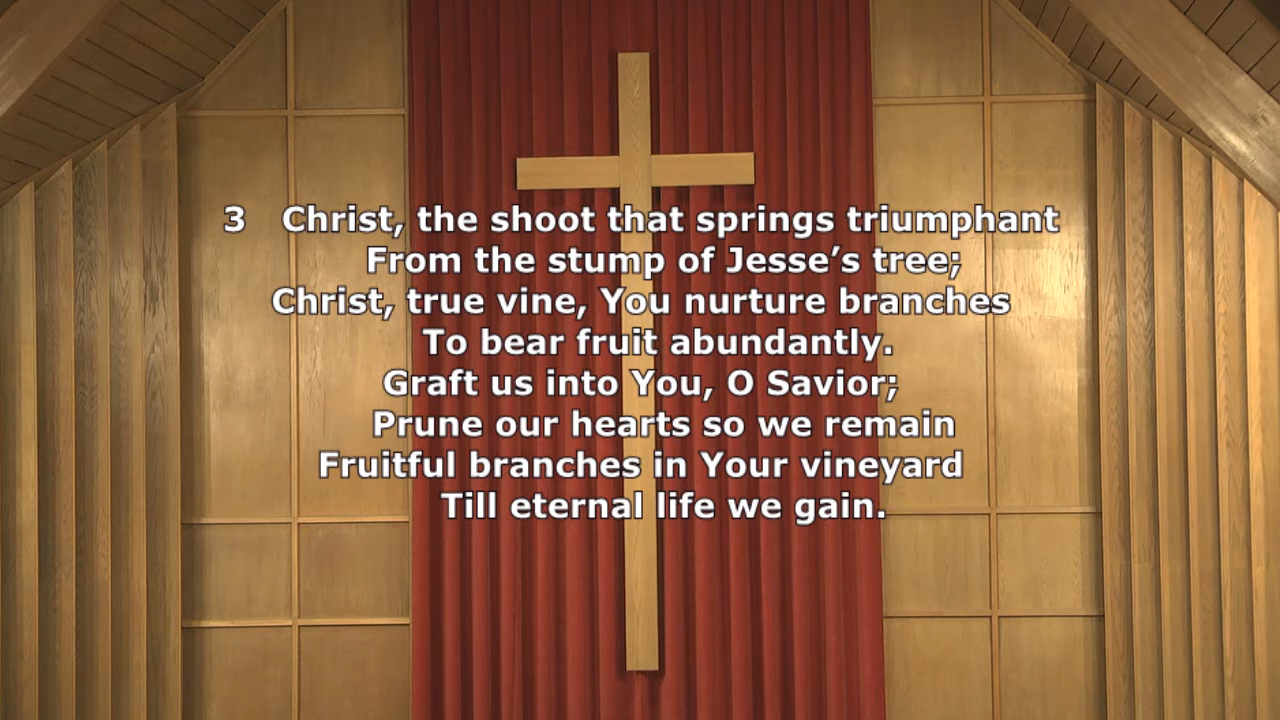 3 Christ, the shoot that springs triumphant
From the stump of Jesse’s tree;
Christ, true vine, You nurture branches
To bear fruit abundantly.
Graft us into You, O Savior;
Prune our hearts so we remain
Fruitful branches in Your vineyard
Till eternal life we gain.